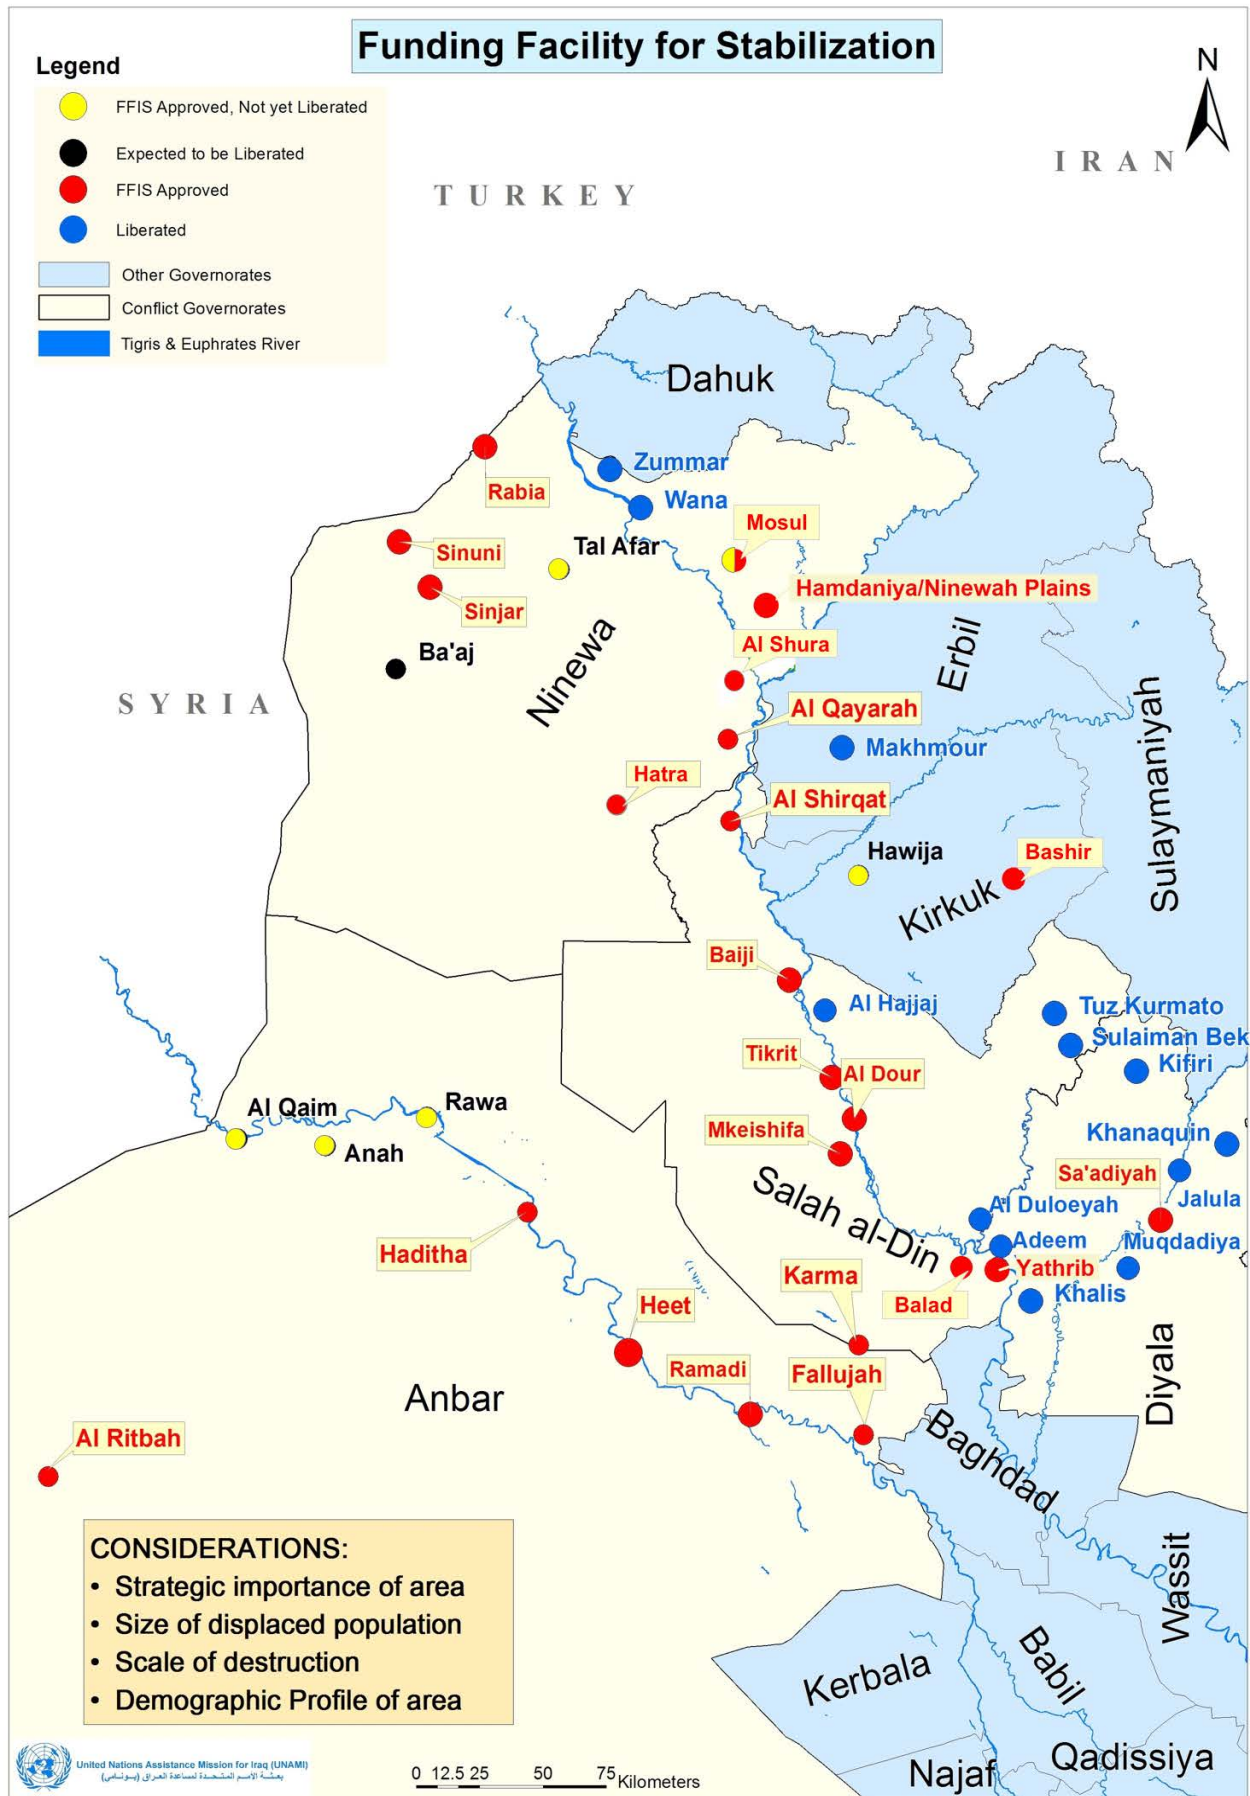 Funding Facility for Stabilization
Legend
FFIS Approved, Not yet Liberated
Expected to be Liberated
FFIS Approved
Liberated
Other Governorates
Conflict Governorates
Tigris & Euphrates River
N
IRAN
TURKEY
SYRIA
Dahuk
Zummar
Rabia
Wana
Mosul
Sinuni
Tal Afar
Hamdaniya/Ninewah Plains
Sinjar
Al Shura
Ba'aj
Ninewa
Erbil
Al Qayarah
Makhmour
Sulaymaniyah
Hatra
Al Shirqat
Hawija
Bashir
Kirkuk
Baiji
Al Hajjaj
Tuz Kurmato
Sulaiman Bek
Kifiri
Tikrit
Al Dour
Al Qaim
Rawa
Anah
Mkeishifa
Khanaquin
Sa'adiyah
Jalula
Salah al-Din
Al Duloeyah
Adeem
Muqdadiya
Haditha
Karma
Yathrib
Balad
Khalis
Heet
Ramadi
Fallujah
Diyala
Anbar
Al Ritbah
Baghdad
Wassit
CONSIDERATIONS:
• Strategic importance of area
• Size of displaced population
• Scale of destruction
• Demographic Profile of area
Kerbala
Babil
Najaf
Qadissiya
United Nations Assistance Mission for Iraq (UNAMI)
بعثـة الامـم المتـحـدة لمساعدة العـراق (يـونـامي)
0 12.5 25 50 75
Kilometers